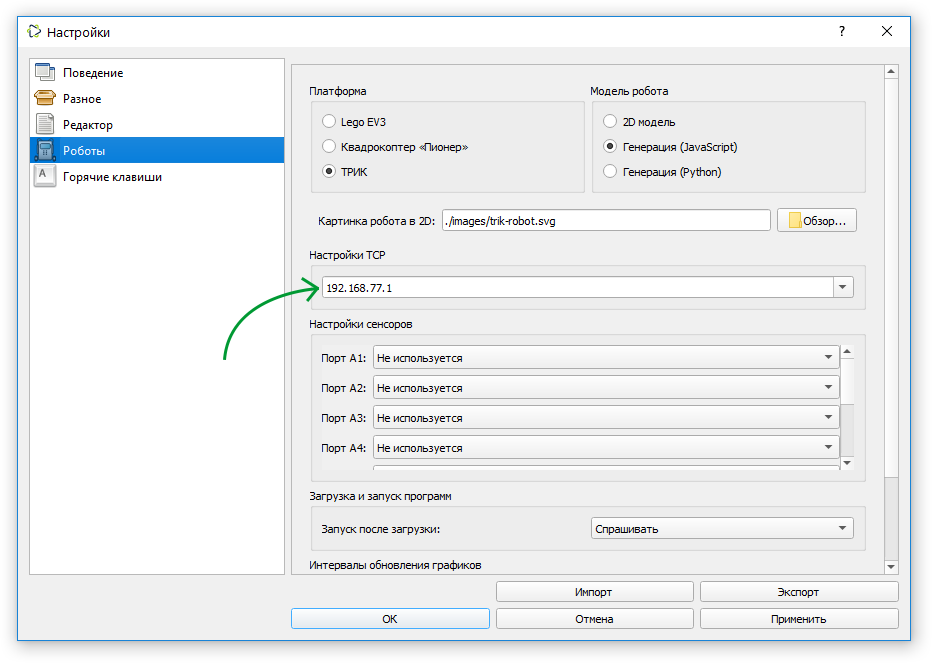 Настройки
?
Поведение
Разное
Редактор
Роботы
A
Горячие клавиши
Платформа
Lego EV3
Квадрокоптер «Пионер»
ТРИК
Модель робота
2D модель
Генерация (JavaScript)
Генерация (Python)
Картинка робота в 2D: ./images/trik-robot.svg Обзор...
Настройки TCP
192.168.77.1
Настройки сенсоров
Порт A1: Не используется
Порт A2: Не используется
Порт A3: Не используется
Порт A4: Не используется
Загрузка и запуск программ
Запуск после загрузки: Спрашивать
Интервалы обновления графиков
Импорт Экспорт
ОК Отмена Применить